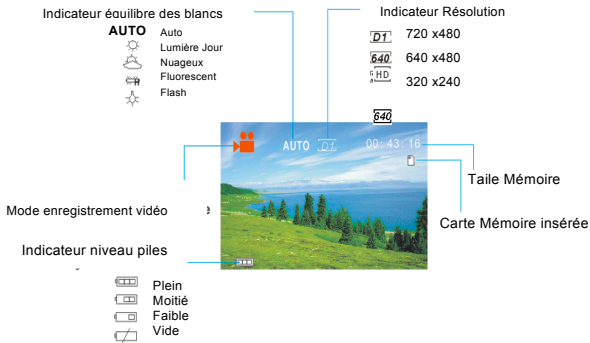 Indicateur équilibre des blancs
AUTO Auto
Lumière Jour
Nuageux
Fluorescent
Flash
Indicateur Résolution
D1 720 x480
640 640 x480
HD 320 x240
640
AUTO D1 00:43:16
Taile Mémoire
Carte Mémoire insérée
Mode enregistrement vidéo
e
Indicateur niveau piles
Plein
Moitié
Faible
Vide